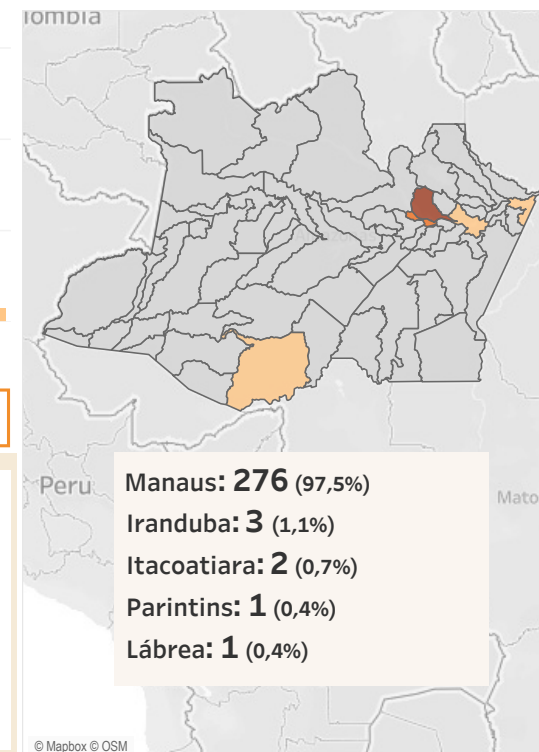 lombia
Peru
Mato
Manaus: 276 (97,5%)
Iranduba: 3 (1,1%)
Itacoatiara: 2 (0,7%)
Parintins: 1 (0,4%)
Lábrea: 1 (0,4%)
© Mapbox © OSM